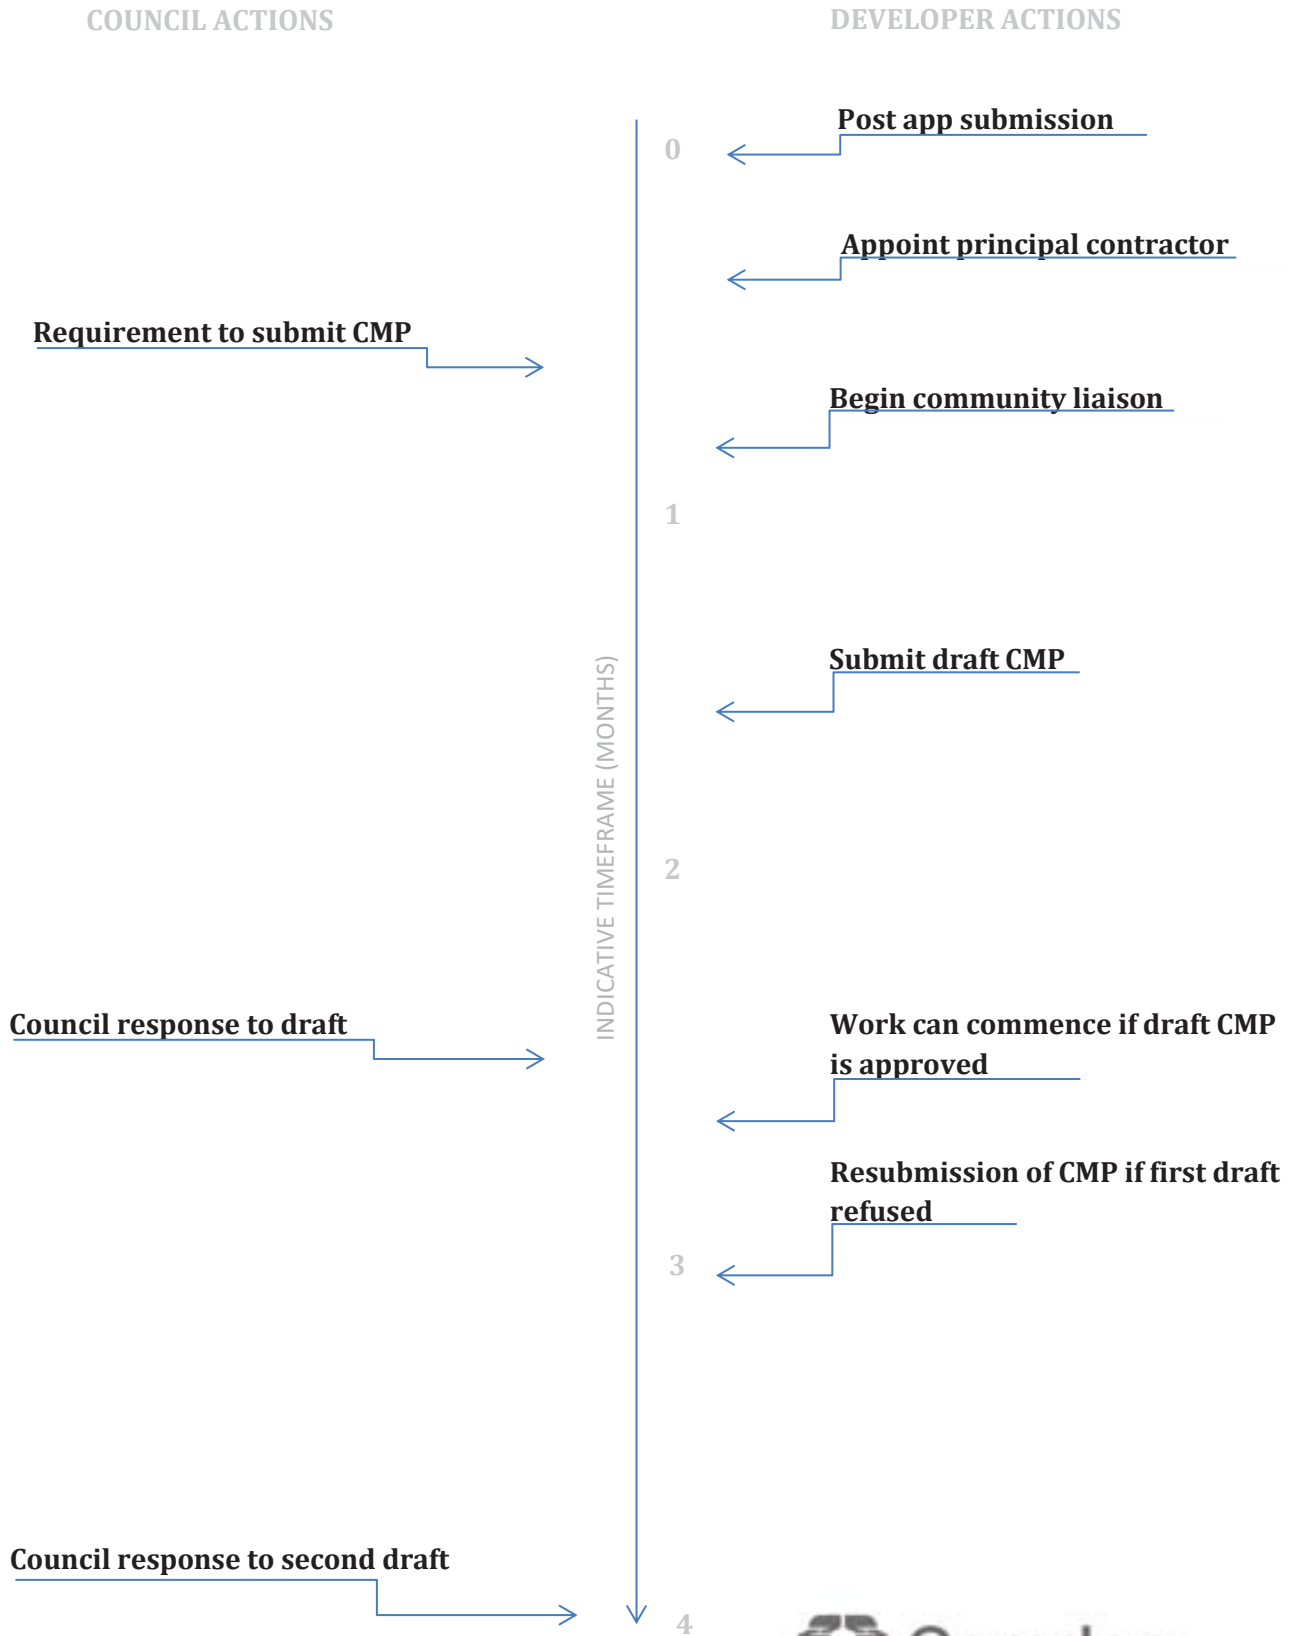 COUNCIL ACTIONS
DEVELOPER ACTIONS
Post app submission
0
Appoint principal contractor
Requirement to submit CMP
Begin community liaison
1
Submit draft CMP
INDICATIVE TIMEFRAME (MONTHS)
2
Council response to draft
Work can commence if draft CMP
is approved
Resubmission of CMP if first draft
refused
3
Council response to second draft
4